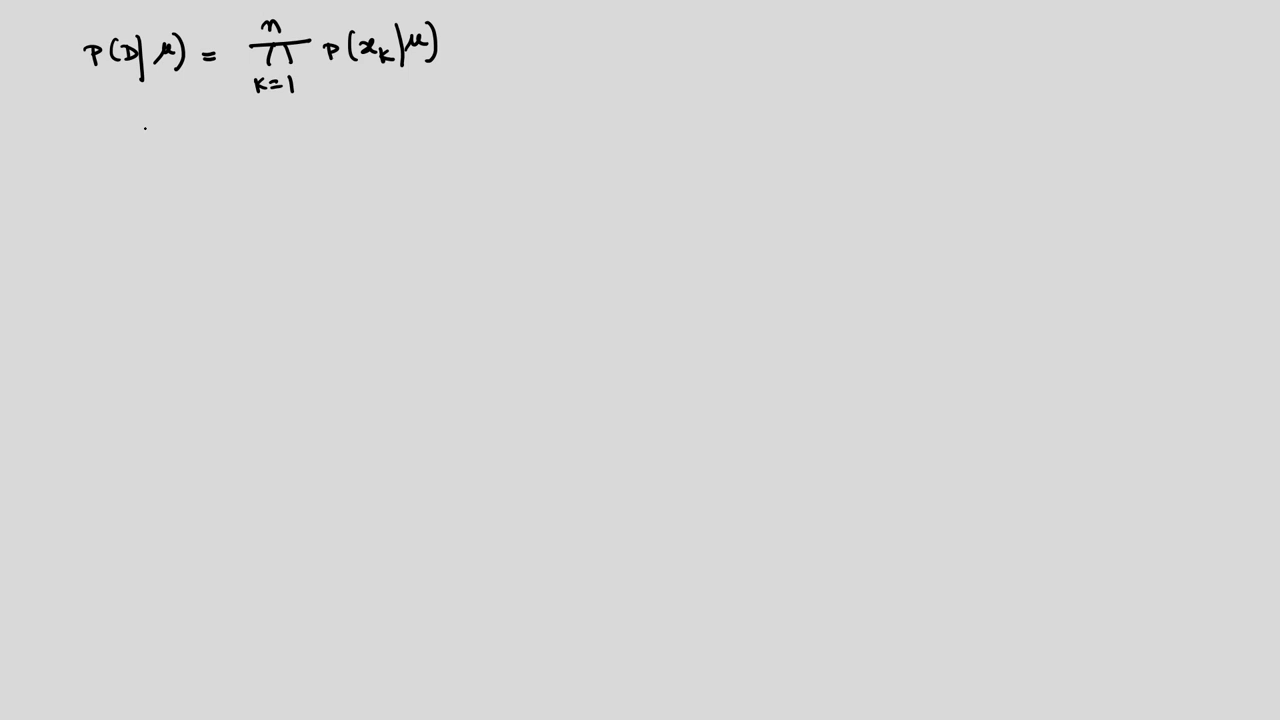 P(D|μ) = ∏_{k=1}^{n} P(x_k|μ)